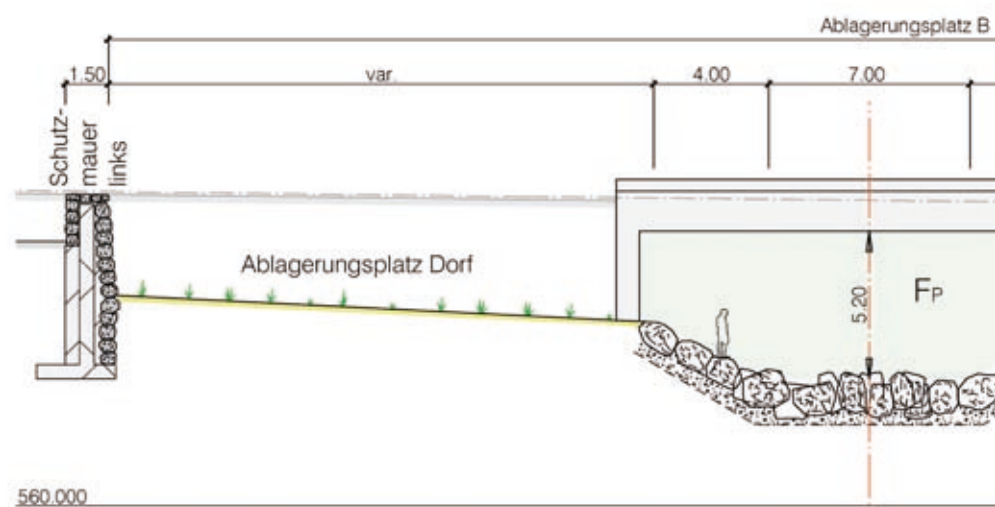 Ablagerungsplatz B
1.50
var.
4.00
7.00
Schutz-
mauer
links
Ablagerungsplatz Dorf
FP
5.20
560.000